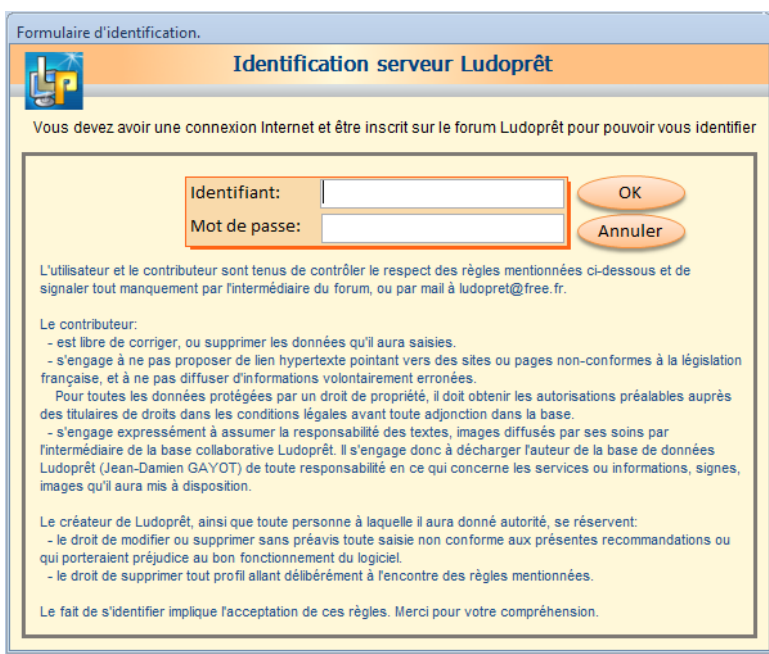 Formulaire d'identification.
Identification serveur Ludoprêt
Vous devez avoir une connexion Internet et être inscrit sur le forum Ludoprêt pour pouvoir vous identifier
Identifiant:
OK
Mot de passe:
Annuler
L'utilisateur et le contributeur sont tenus de contrôler le respect des règles mentionnées ci-dessous et de
signaler tout manquement par l'intermédiaire du forum, ou par mail à ludopret@free.fr.
Le contributeur:
- est libre de corriger, ou supprimer les données qu'il aura saisies.
- s'engage à ne pas proposer de lien hypertexte pointant vers des sites ou pages non-conformes à la législation
française, et à ne pas diffuser d'informations volontairement erronées.
Pour toutes les données protégées par un droit de propriété, il doit obtenir les autorisations préalables auprès
des titulaires de droits dans les conditions légales avant toute adjonction dans la base.
- s'engage expressément à assumer la responsabilité des textes, images diffusés par ses soins par
l'intermédiaire de la base collaborative Ludoprêt. Il s'engage donc à décharger l'auteur de la base de données
Ludoprêt (Jean-Damien GAYOT) de toute responsabilité en ce qui concerne les services ou informations, signes,
images qu'il aura mis à disposition.
Le créateur de Ludoprêt, ainsi que toute personne à laquelle il aura donné autorité, se réservent:
- le droit de modifier ou supprimer sans préavis toute saisie non conforme aux présentes recommandations ou
qui porteraient préjudice au bon fonctionnement du logiciel.
- le droit de supprimer tout profil allant délibérément à l'encontre des règles mentionnées.
Le fait de s'identifier implique l'acceptation de ces règles. Merci pour votre compréhension.